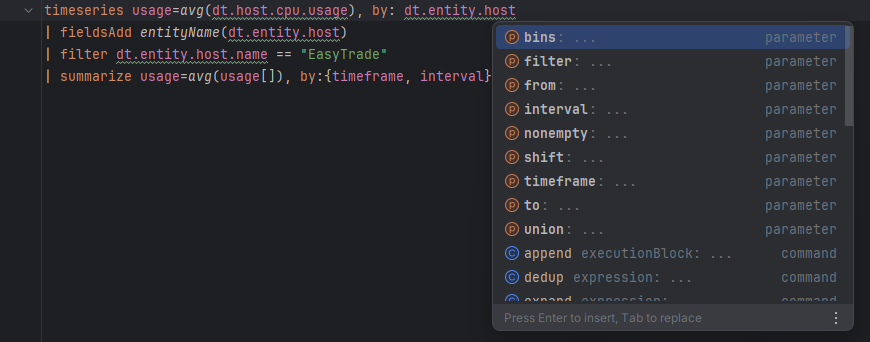 timeseries usage=avg(dt.host.cpu.usage), by: dt.entity.host
| fieldsAdd entityName(dt.entity.host)
| filter dt.entity.host.name == "EasyTrade"
| summarize usage=avg(usage[]), by:{timeframe, interval}
bins: ... parameter
filter: ... parameter
from: ... parameter
interval: ... parameter
nonempty: ... parameter
shift: ... parameter
timeframe: ... parameter
to: ... parameter
union: ... parameter
append executionBlock: ... command
dedup expression: ... command
expand expression: command
Press Enter to insert, Tab to replace